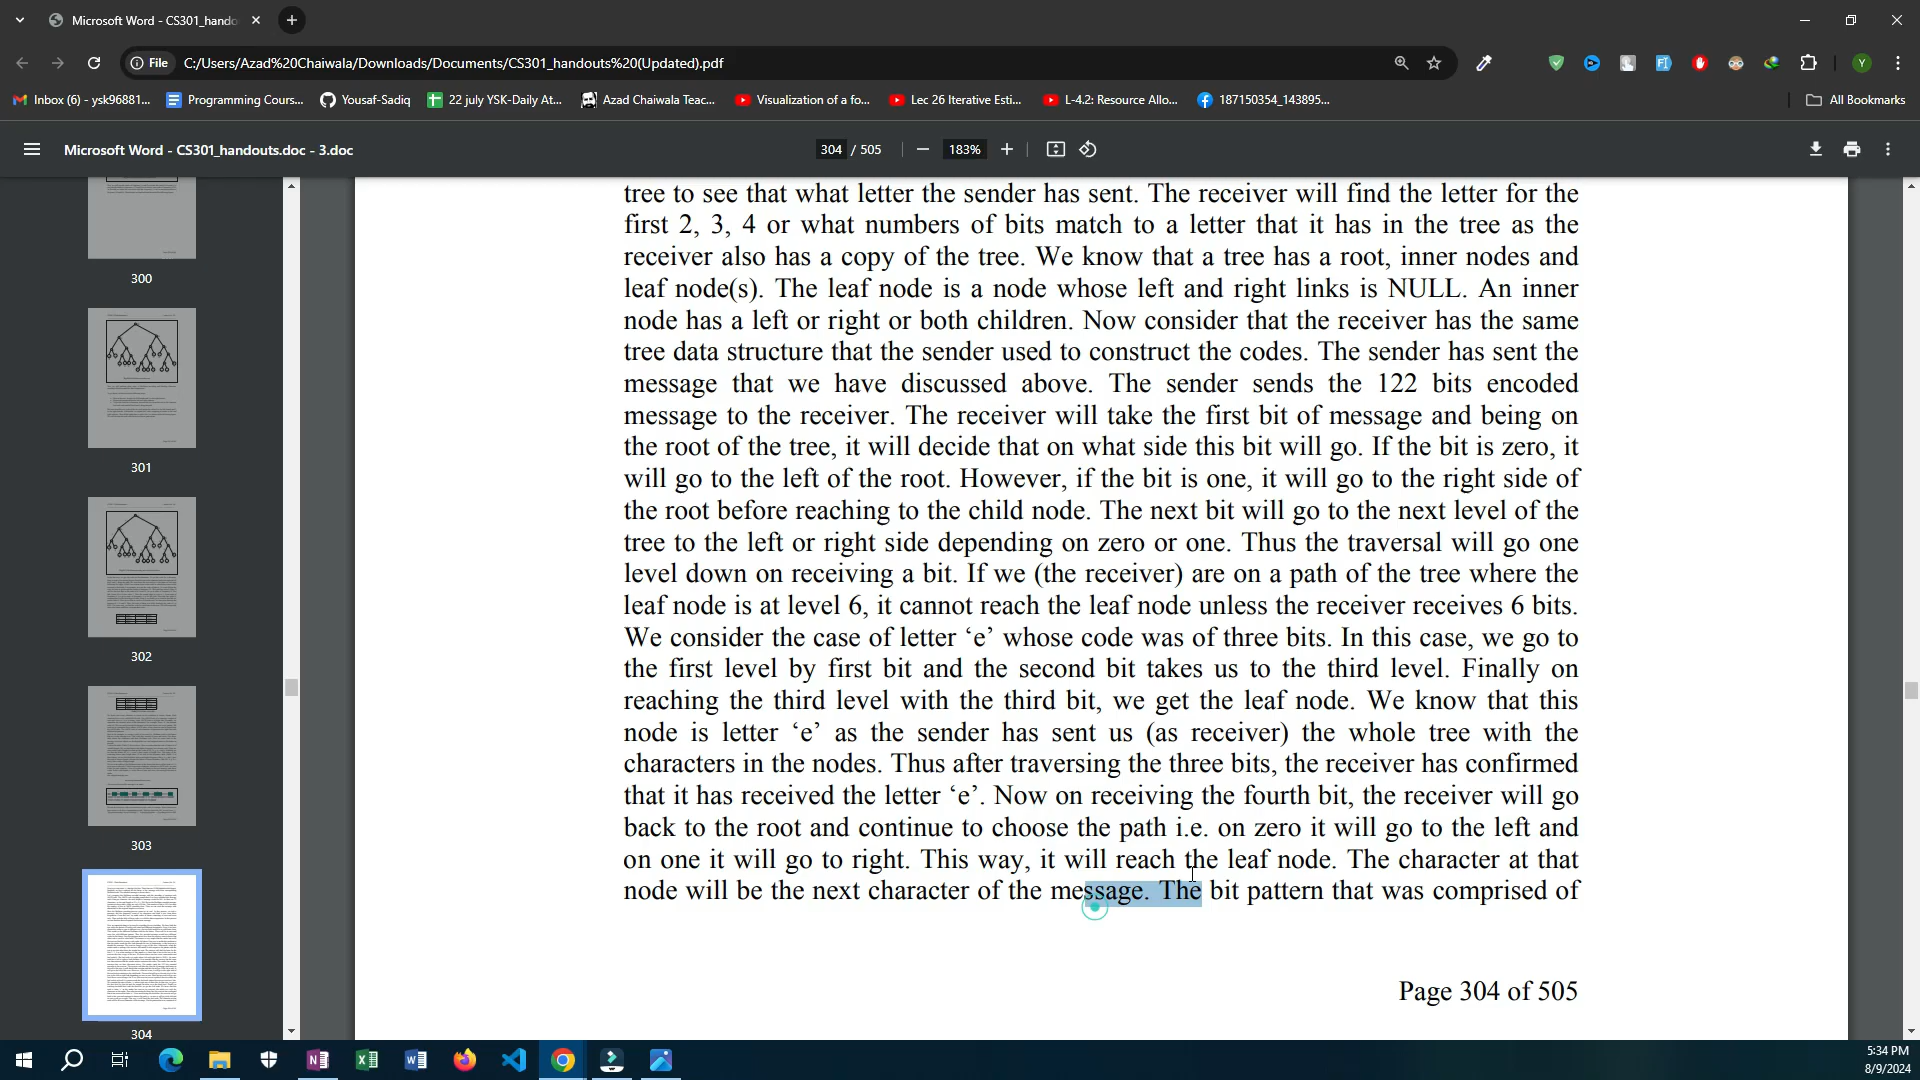 Microsoft Word - CS301_hando
File
C:/Users/Azad%20Chaiwala/Downloads/Documents/CS301_handouts%20(Updated).pdf
Y
Inbox (6) - ysk96881...
Programming Cours...
Yousaf-Sadiq
22 july YSK-Daily At...
Azad Chaiwala Teac...
Visualization of a fo...
Lec 26 Iterative Esti...
L-4.2: Resource Allo...
187150354_143895...
All Bookmarks
Microsoft Word - CS301_handouts.doc - 3.doc
304 / 505
183%
300
301
302
303
304
tree to see that what letter the sender has sent. The receiver will find the letter for the
first 2, 3, 4 or what numbers of bits match to a letter that it has in the tree as the
receiver also has a copy of the tree. We know that a tree has a root, inner nodes and
leaf node(s). The leaf node is a node whose left and right links is NULL. An inner
node has a left or right or both children. Now consider that the receiver has the same
tree data structure that the sender used to construct the codes. The sender has sent the
message that we have discussed above. The sender sends the 122 bits encoded
message to the receiver. The receiver will take the first bit of message and being on
the root of the tree, it will decide that on what side this bit will go. If the bit is zero, it
will go to the left of the root. However, if the bit is one, it will go to the right side of
the root before reaching to the child node. The next bit will go to the next level of the
tree to the left or right side depending on zero or one. Thus the traversal will go one
level down on receiving a bit. If we (the receiver) are on a path of the tree where the
leaf node is at level 6, it cannot reach the leaf node unless the receiver receives 6 bits.
We consider the case of letter ‘e’ whose code was of three bits. In this case, we go to
the first level by first bit and the second bit takes us to the third level. Finally on
reaching the third level with the third bit, we get the leaf node. We know that this
node is letter ‘e’ as the sender has sent us (as receiver) the whole tree with the
characters in the nodes. Thus after traversing the three bits, the receiver has confirmed
that it has received the letter ‘e’. Now on receiving the fourth bit, the receiver will go
back to the root and continue to choose the path i.e. on zero it will go to the left and
on one it will go to right. This way, it will reach the leaf node. The character at that
node will be the next character of the message. The bit pattern that was comprised of
Page 304 of 505
5:34 PM
8/9/2024